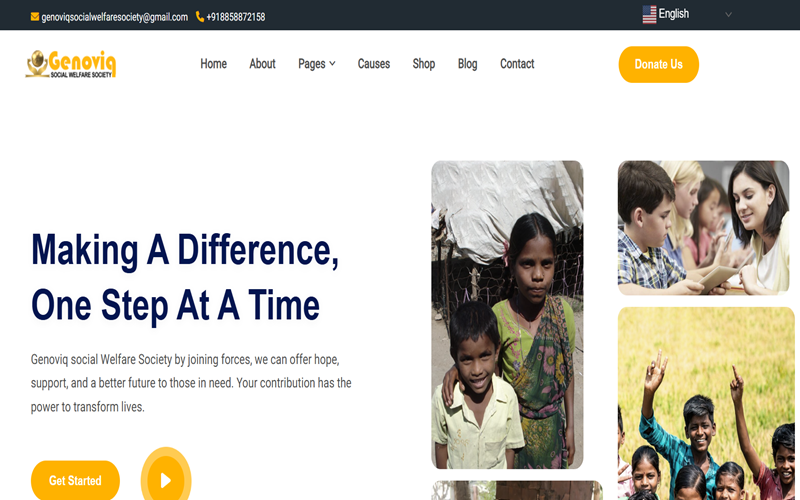 genoviqsocialwelfaresociety@gmail.com +918858872158 English
Genoviq
SOCIAL WELFARE SOCIETY
Home About Pages Causes Shop Blog Contact Donate Us
Making A Difference,
One Step At A Time
Genoviq social Welfare Society by joining forces, we can offer hope,
support, and a better future to those in need. Your contribution has the
power to transform lives.
Get Started